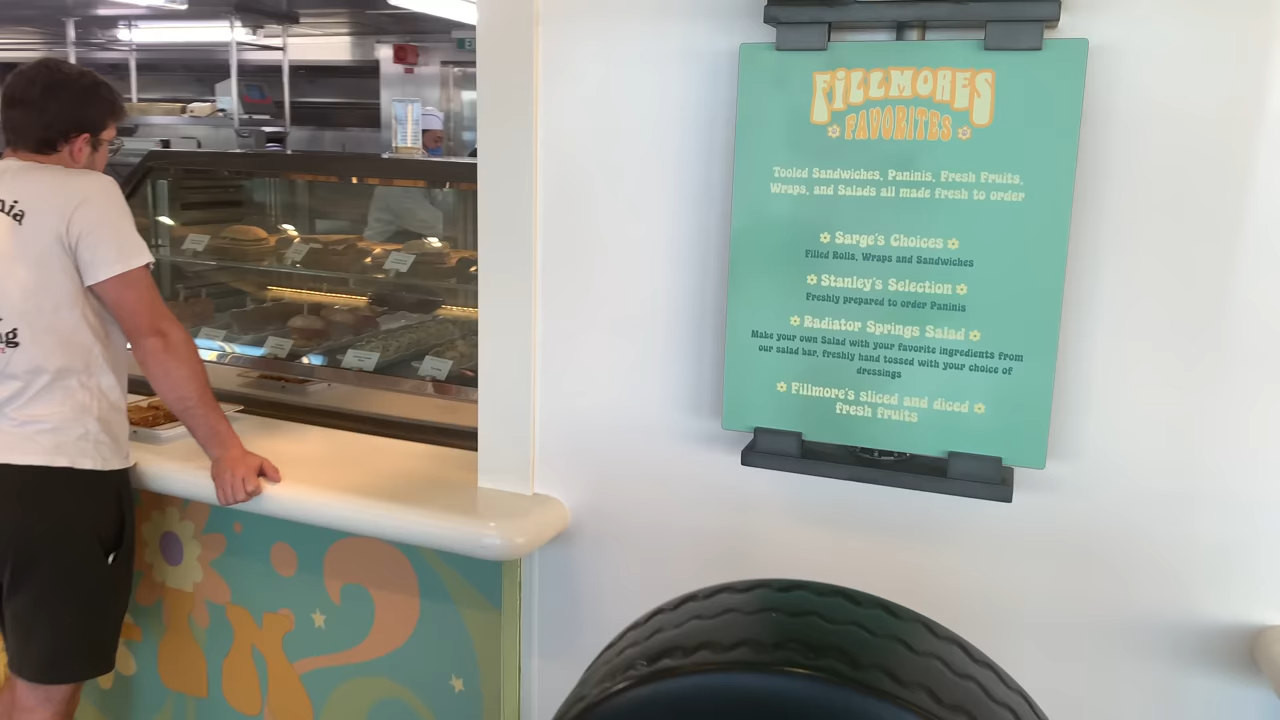 FiLLMORES
FAVORITES
Tooled Sandwiches, Paninis, Fresh Fruits,
Wraps, and Salads all made fresh to order
Sarge's Choices
Filled Rolls, Wraps and Sandwiches
Stanley's Selection
Freshly prepared to order Paninis
Radiator Springs Salad
Make your own Salad with your favorite ingredients from
our salad bar, freshly hand tossed with your choice of
dressings
Fillmore's sliced and diced
fresh fruits